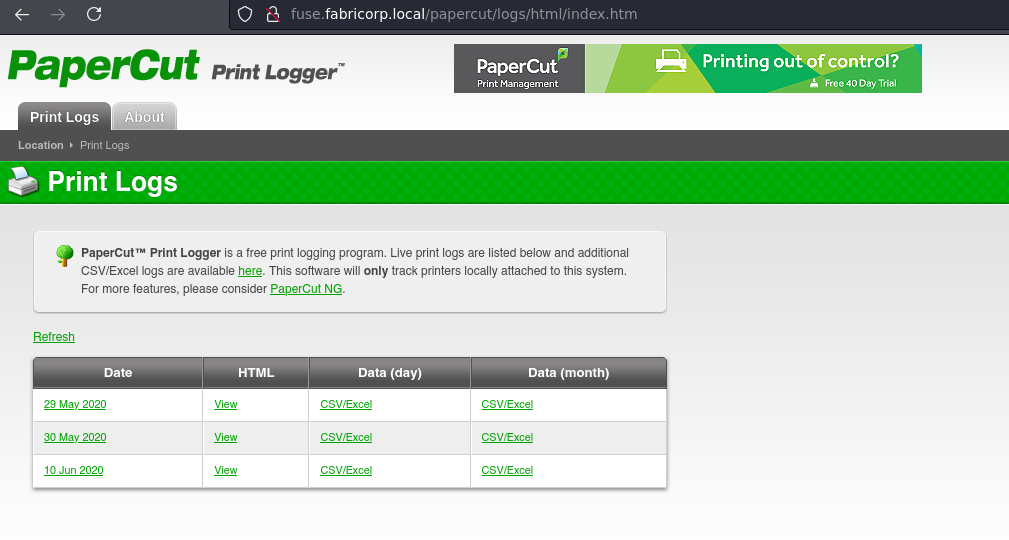 fuse.fabricorp.local/papercut/logs/html/index.htm
PaperCut Print Logger™
PaperCut
Print Management
Printing out of control?
Free 40 Day Trial
Print Logs About
Location Print Logs
Print Logs
PaperCut™ Print Logger is a free print logging program. Live print logs are listed below and additional
CSV/Excel logs are available here. This software will only track printers locally attached to this system.
For more features, please consider PaperCut NG.
Refresh
Date HTML Data (day) Data (month)
29 May 2020 View CSV/Excel CSV/Excel
30 May 2020 View CSV/Excel CSV/Excel
10 Jun 2020 View CSV/Excel CSV/Excel